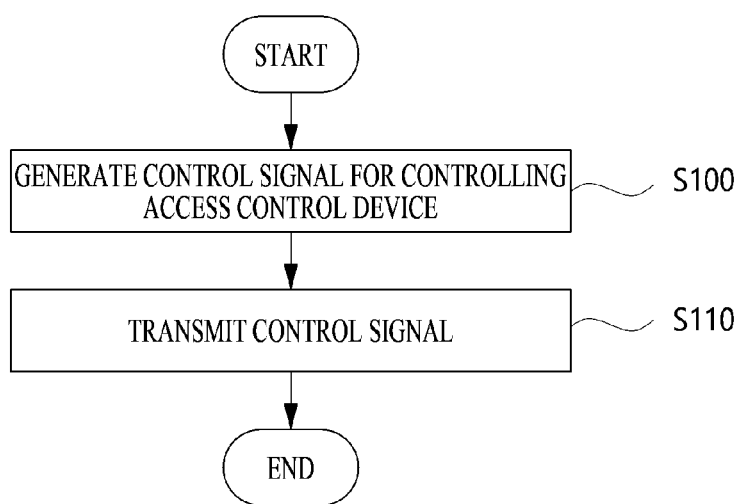 START
GENERATE CONTROL SIGNAL FOR CONTROLLING
ACCESS CONTROL DEVICE
S100
TRANSMIT CONTROL SIGNAL
S110
END